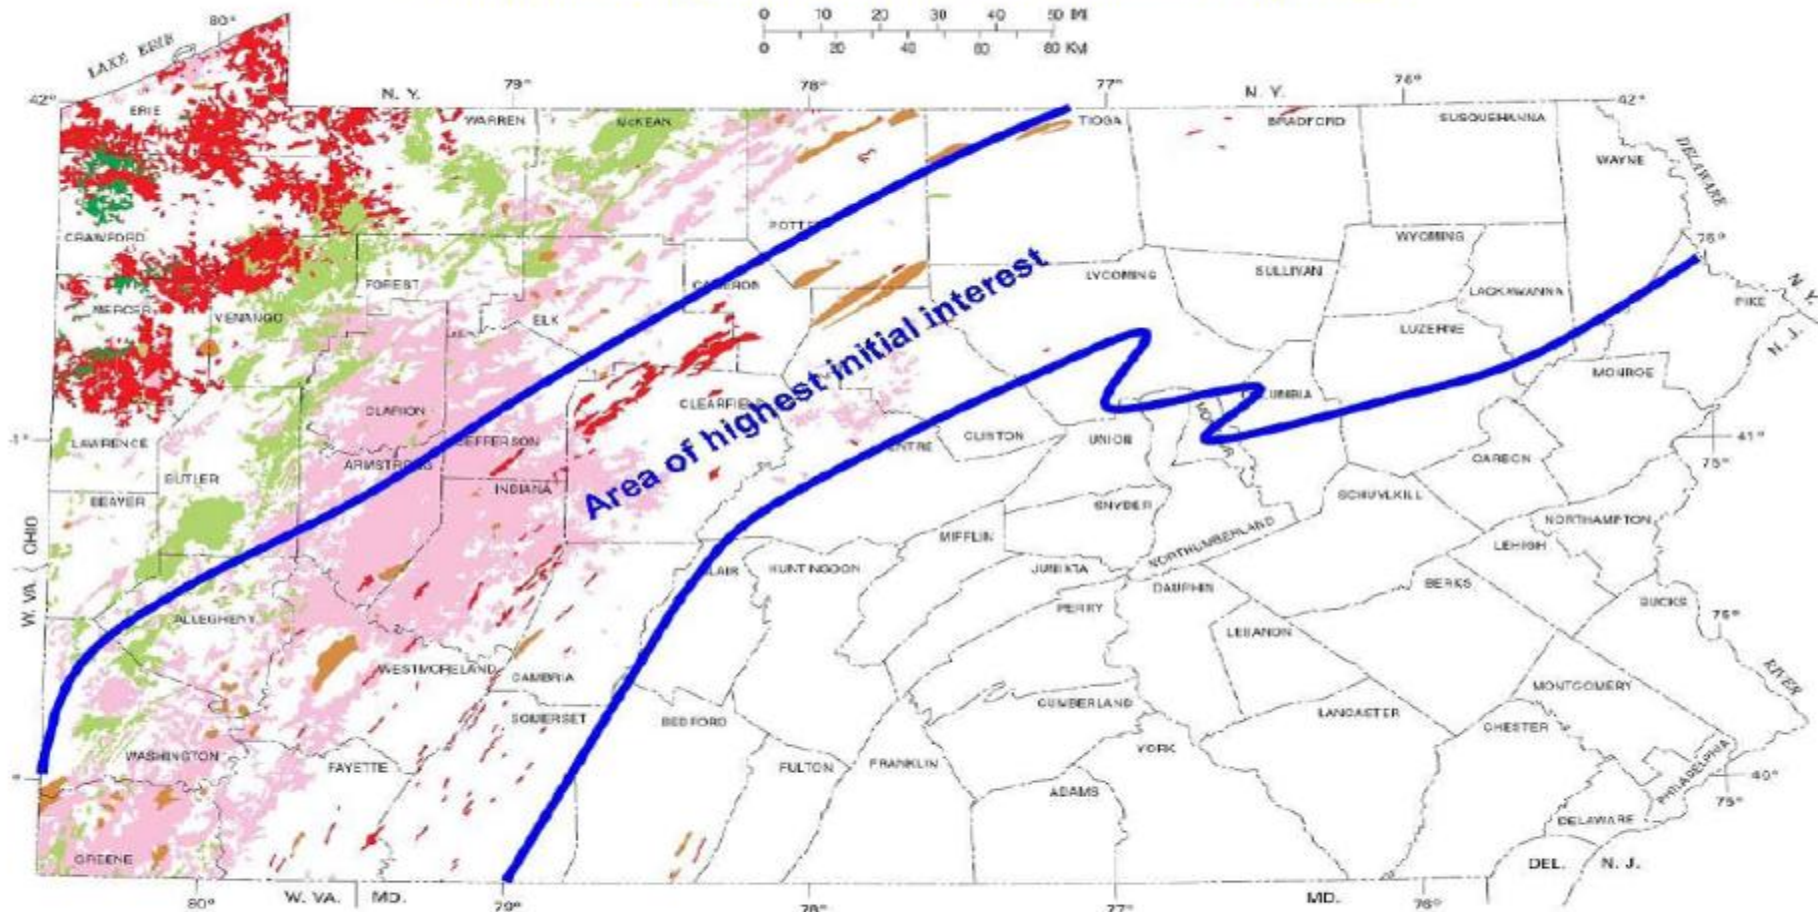 0 10 20 30 40 50 MI
0 20 40 60 80 KM
80°
LAKE ERIE
79°
78°
77°
76°
42°
N. Y.
N. Y.
42°
ERIE
WARREN
McKEAN
TIOGA
BRADFORD
SUSQUEHANNA
WAYNE
DELAWARE
CRAWFORD
WYOMING
75°
FOREST
CAMERON
LYCOMING
SULLIVAN
LACKAWANNA
N. Y.
PIKE
MERCER
VENANGO
ELK
LUZERNE
N. J.
MONROE
Area of highest initial interest
CLARION
CLEARFIELD
LAWRENCE
JEFFERSON
CLINTON
UNION
41°
ARMSTRONG
CARBON
75°
BUTLER
INDIANA
BEAVER
SNYDER
SCHUYLKILL
NORTHAMPTON
OHIO
MIFFLIN
NORTHUMBERLAND
LEHIGH
W. VA
HUNTINGDON
JUNIATA
DAUPHIN
BERKS
BUCKS
ALLEGHENY
PERRY
75°
LEBANON
WESTMORELAND
CAMBRIA
RIVER
MONTGOMERY
SOMERSET
BEDFORD
CUMBERLAND
LANCASTER
CHESTER
WASHINGTON
FAYETTE
FULTON
FRANKLIN
YORK
PHILADELPHIA
40°
ADAMS
75°
DELAWARE
GREENE
DEL.
N. J.
80°
W. VA.
MD.
79°
78°
77°
MD.
76°